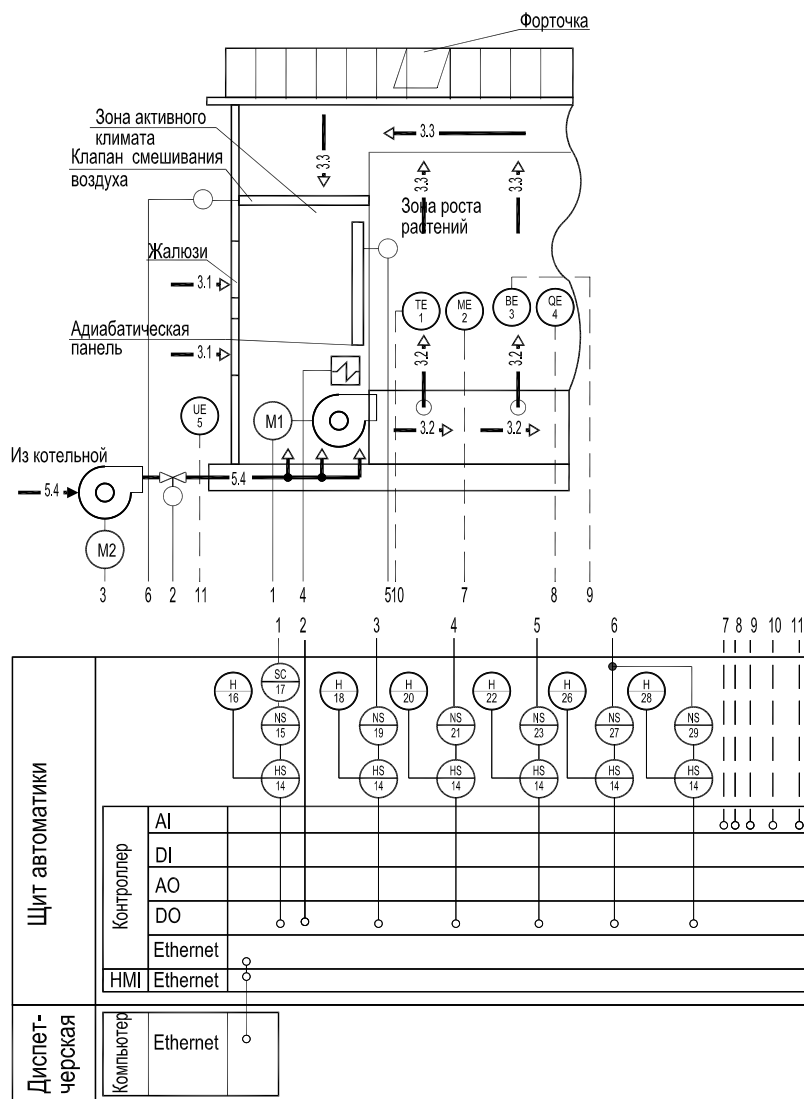 Форточка
Зона активного
климата
Клапан смешивания
воздуха
3.3
3.3
3.3
3.3
Зона роста
растений
Жалюзи
3.1
Адиабатическая
панель
3.1
TE
1
ME
2
BE
3
QE
4
3.2
3.2
UE
5
M1
3.2
3.2
Из котельной
5.4
5.4
M2
3 6 2 11 1 4 510 7 8 9
1 2 3 4 5 6 7 8 9 10 11
H
16
SC
17
H
18
H
20
H
22
H
26
H
28
NS
15
NS
19
NS
21
NS
23
NS
27
NS
29
HS
14
HS
14
HS
14
HS
14
HS
14
HS
14
Щит автоматики
Контроллер
AI
DI
AO
DO
Ethernet
HMI Ethernet
Диспет-
черская
Компьютер
Ethernet